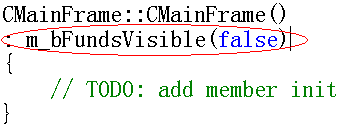 CMainFrame::CMainFrame()
: m_bFundsVisible(false)
{
// TODO: add member init
}